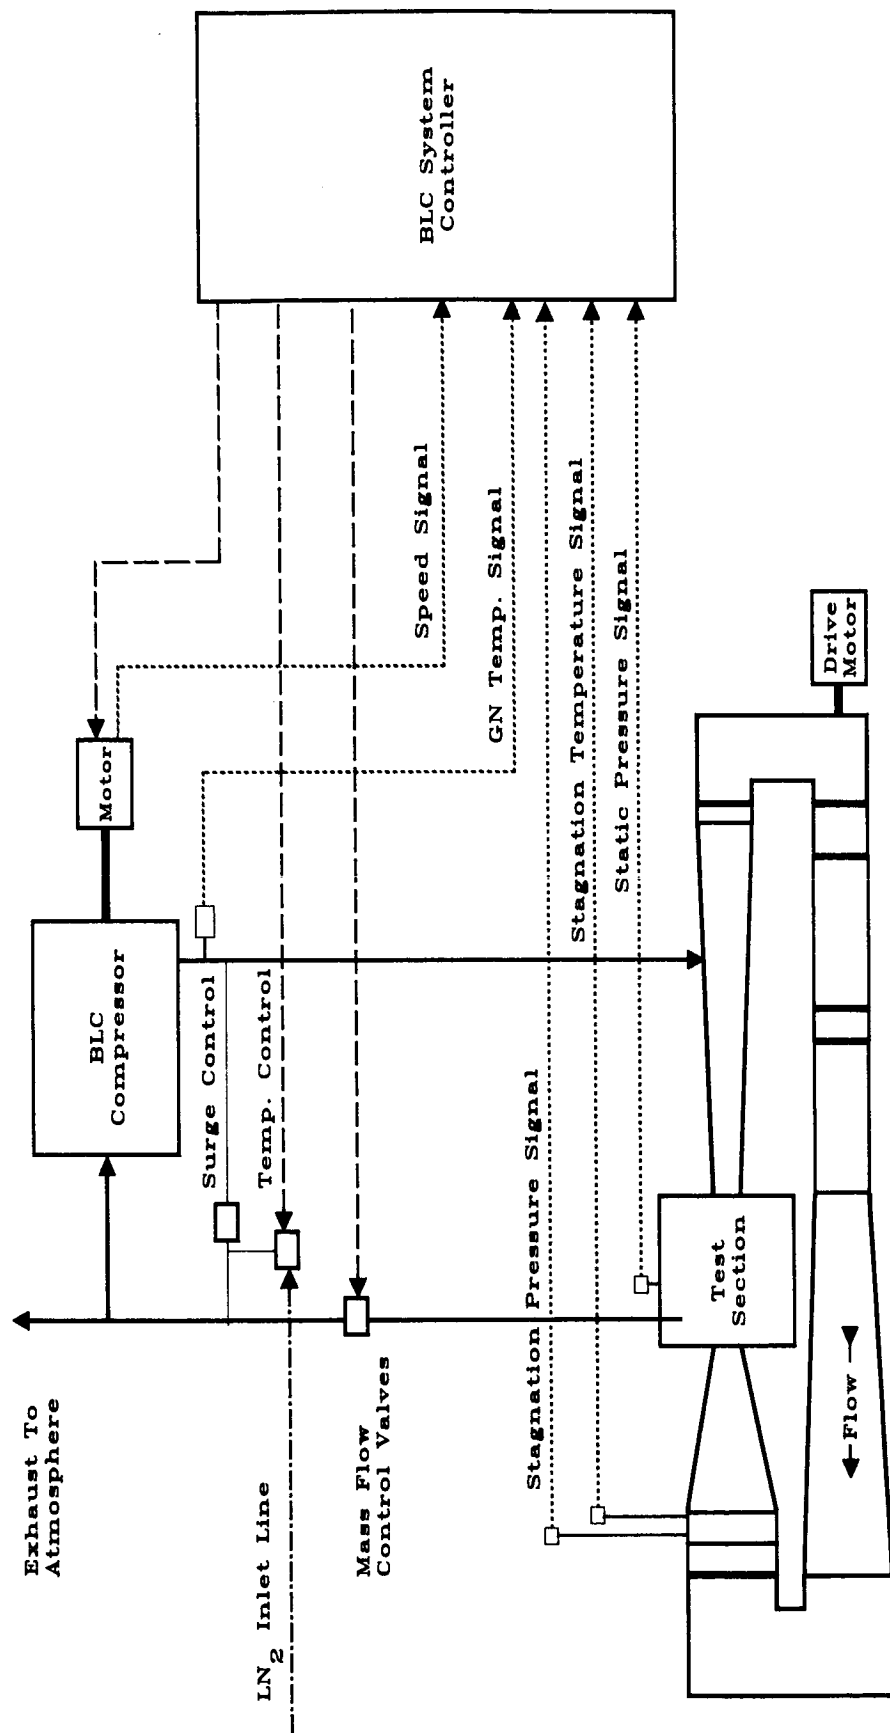 Exhaust To
Atmosphere
BLC
Compressor
Motor
BLC System
Controller
Surge Control
Temp. Control
LN2 Inlet Line
Mass Flow
Control Valves
Speed Signal
GN Temp. Signal
Stagnation Pressure Signal
Stagnation Temperature Signal
Static Pressure Signal
Test
Section
Drive
Motor
Flow